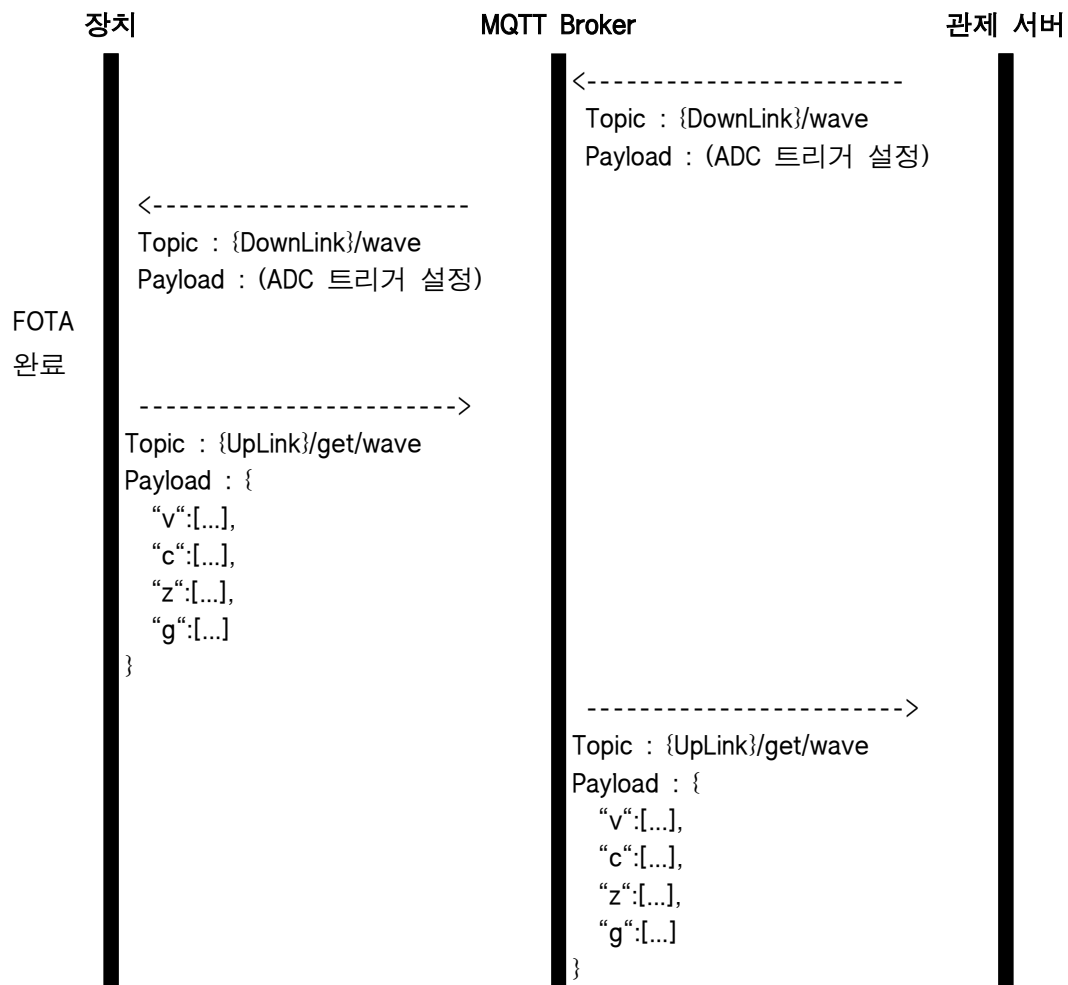 장치 MQTT Broker 관제 서버
<------------------------
Topic : {DownLink}/wave
Payload : (ADC 트리거 설정)
<------------------------
Topic : {DownLink}/wave
Payload : (ADC 트리거 설정)
FOTA
완료
------------------------>
Topic : {UpLink}/get/wave
Payload : {
“v“:[...],
“c“:[...],
“z“:[...],
“g“:[...]
}
------------------------>
Topic : {UpLink}/get/wave
Payload : {
“v“:[...],
“c“:[...],
“z“:[...],
“g“:[...]
}